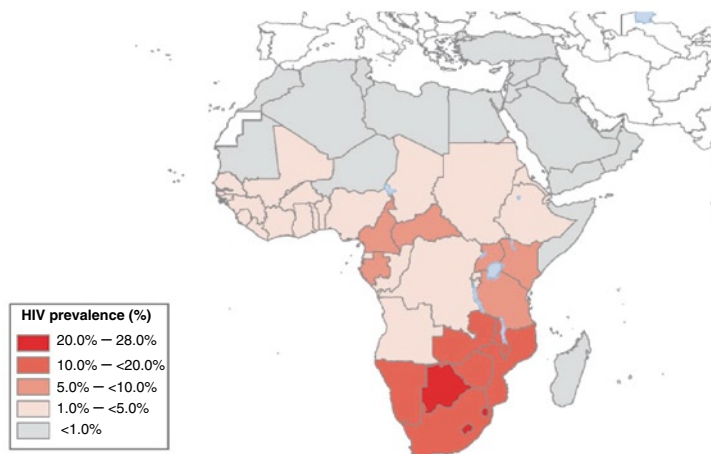 HIV prevalence (%)
20.0% – 28.0%
10.0% – <20.0%
5.0% – <10.0%
1.0% – <5.0%
<1.0%